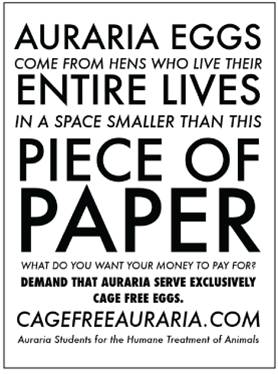 AURARIA EGGS
COME FROM HENS WHO LIVE THEIR
ENTIRE LIVES
IN A SPACE SMALLER THAN THIS
PIECE OF
PAPER
WHAT DO YOU WANT YOUR MONEY TO PAY FOR?
DEMAND THAT AURARIA SERVE EXCLUSIVELY
CAGE FREE EGGS.
CAGEFREEAURARIA.COM
Auraria Students for the Humane Treatment of Animals